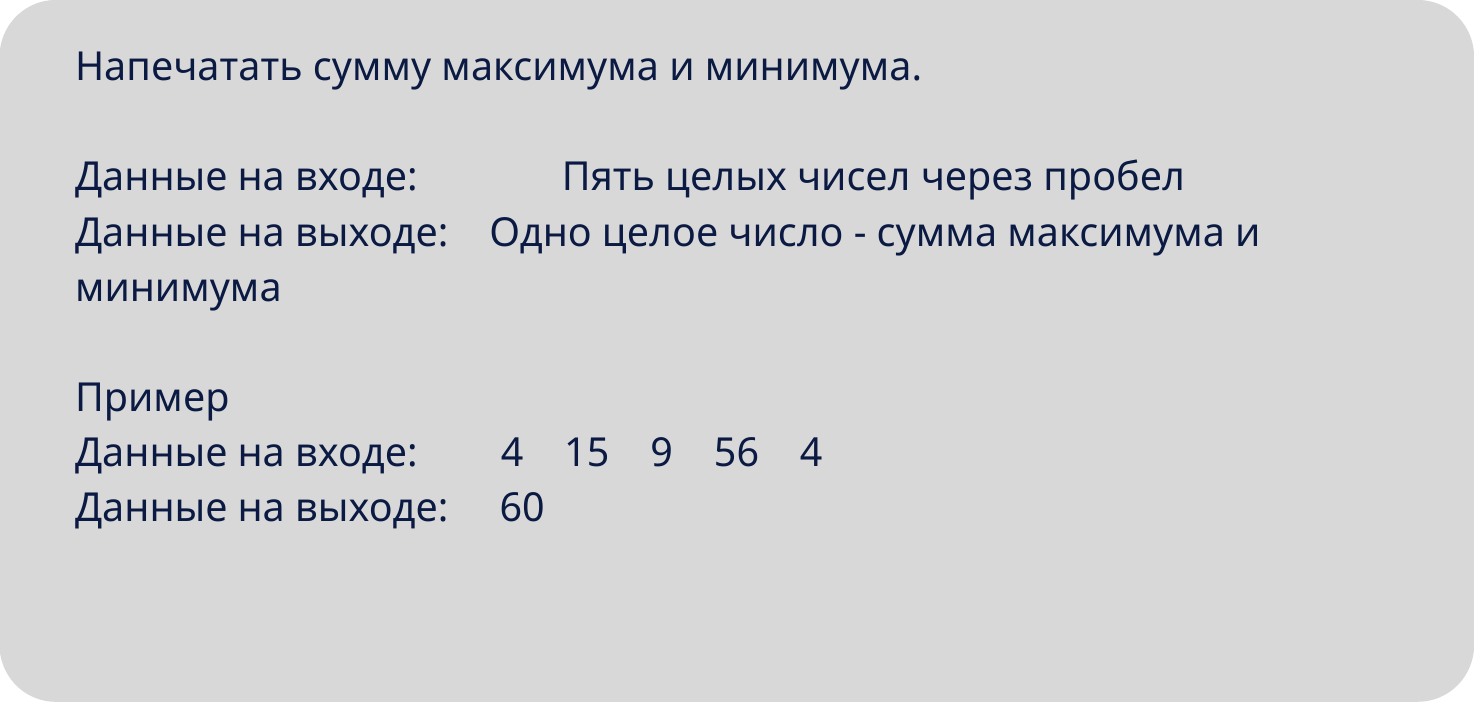 Напечатать сумму максимума и минимума.
Данные на входе: Пять целых чисел через пробел
Данные на выходе: Одно целое число - сумма максимума и
минимума
Пример
Данные на входе: 4 15 9 56 4
Данные на выходе: 60